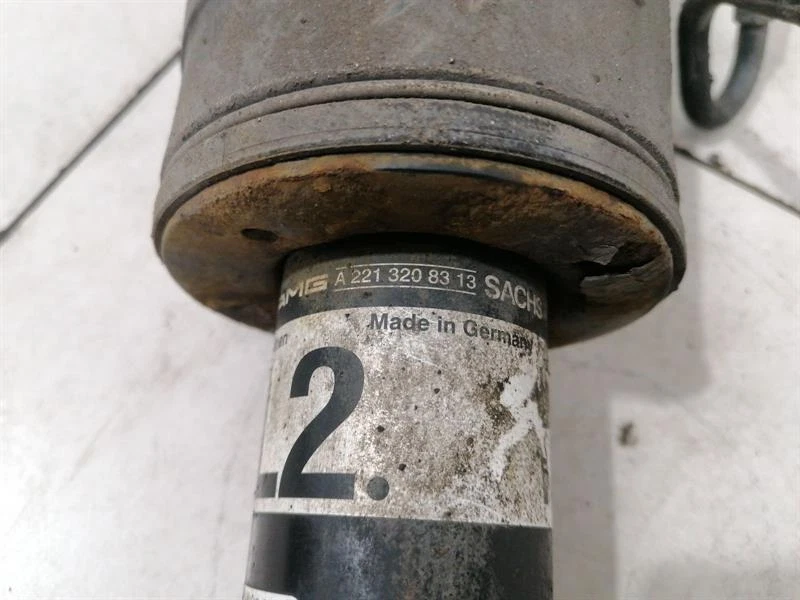 AMG A 221 320 83 13 SACHS
Made in Germany
2.